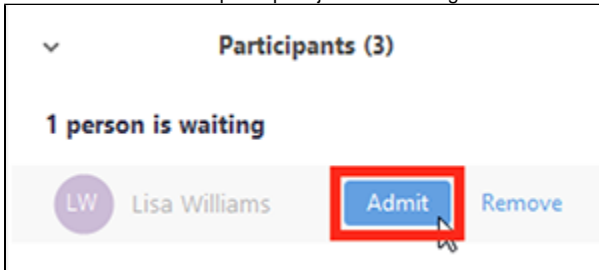 Participants (3)
1 person is waiting
LW Lisa Williams Admit Remove